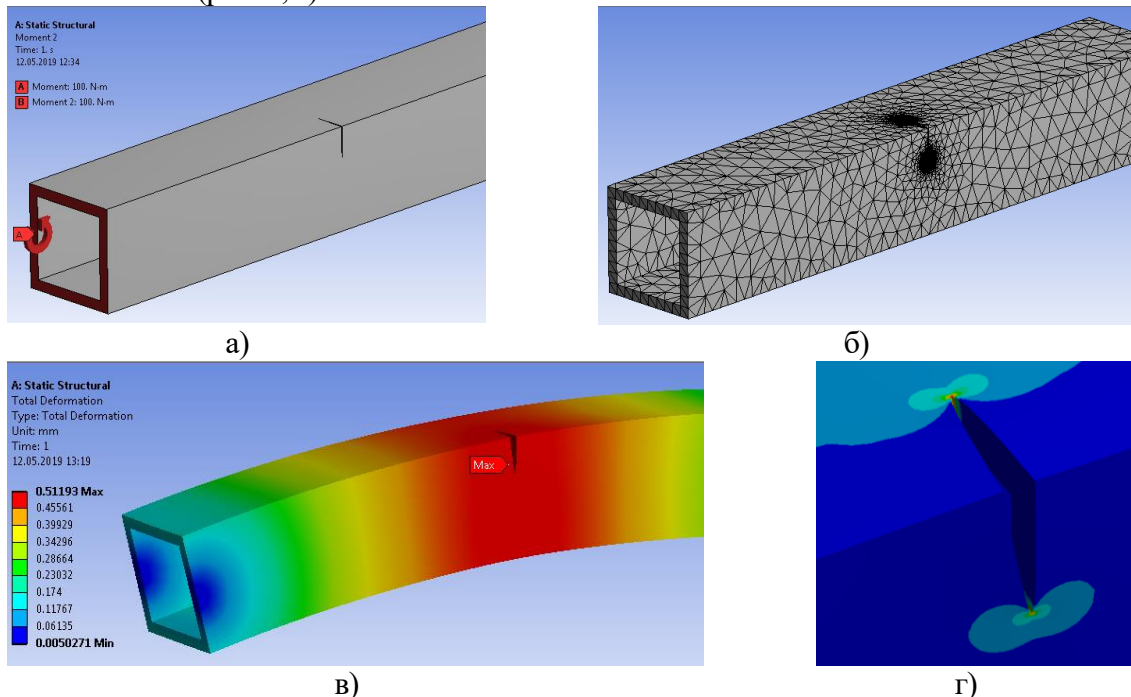 A: Static Structural
Moment 2
Time: 1. s
12.05.2019 12:34
A Moment: 100. N·m
B Moment 2: 100. N·m
A
а)
б)
A: Static Structural
Total Deformation
Type: Total Deformation
Unit: mm
Time: 1
12.05.2019 13:19
0.51193 Max
0.45561
0.39929
0.34296
0.28664
0.23032
0.174
0.11767
0.06135
0.0050271 Min
Max
в)
г)